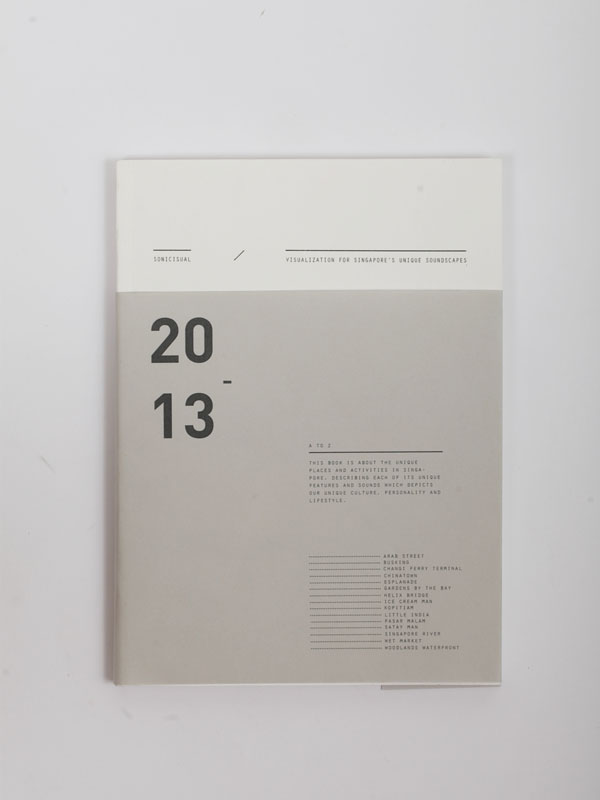 SONICISUAL / VISUALIZATION FOR SINGAPORE'S UNIQUE SOUNDSCAPES
20
-
13
A TO Z
THIS BOOK IS ABOUT THE UNIQUE
PLACES AND ACTIVITIES IN SINGA-
PORE, DESCRIBING EACH OF ITS UNIQUE
FEATURES AND SOUNDS WHICH DEPICTS
OUR UNIQUE CULTURE, PERSONALITY AND
LIFESTYLE.
ARAB STREET
BUSKING
CHANGI FERRY TERMINAL
CHINATOWN
ESPLANADE
GARDENS BY THE BAY
HELIX BRIDGE
ICE CREAM MAN
KOPITIAM
LITTLE INDIA
PASAR MALAM
SATAY MAN
SINGAPORE RIVER
WET MARKET
WOODLANDS WATERFRONT